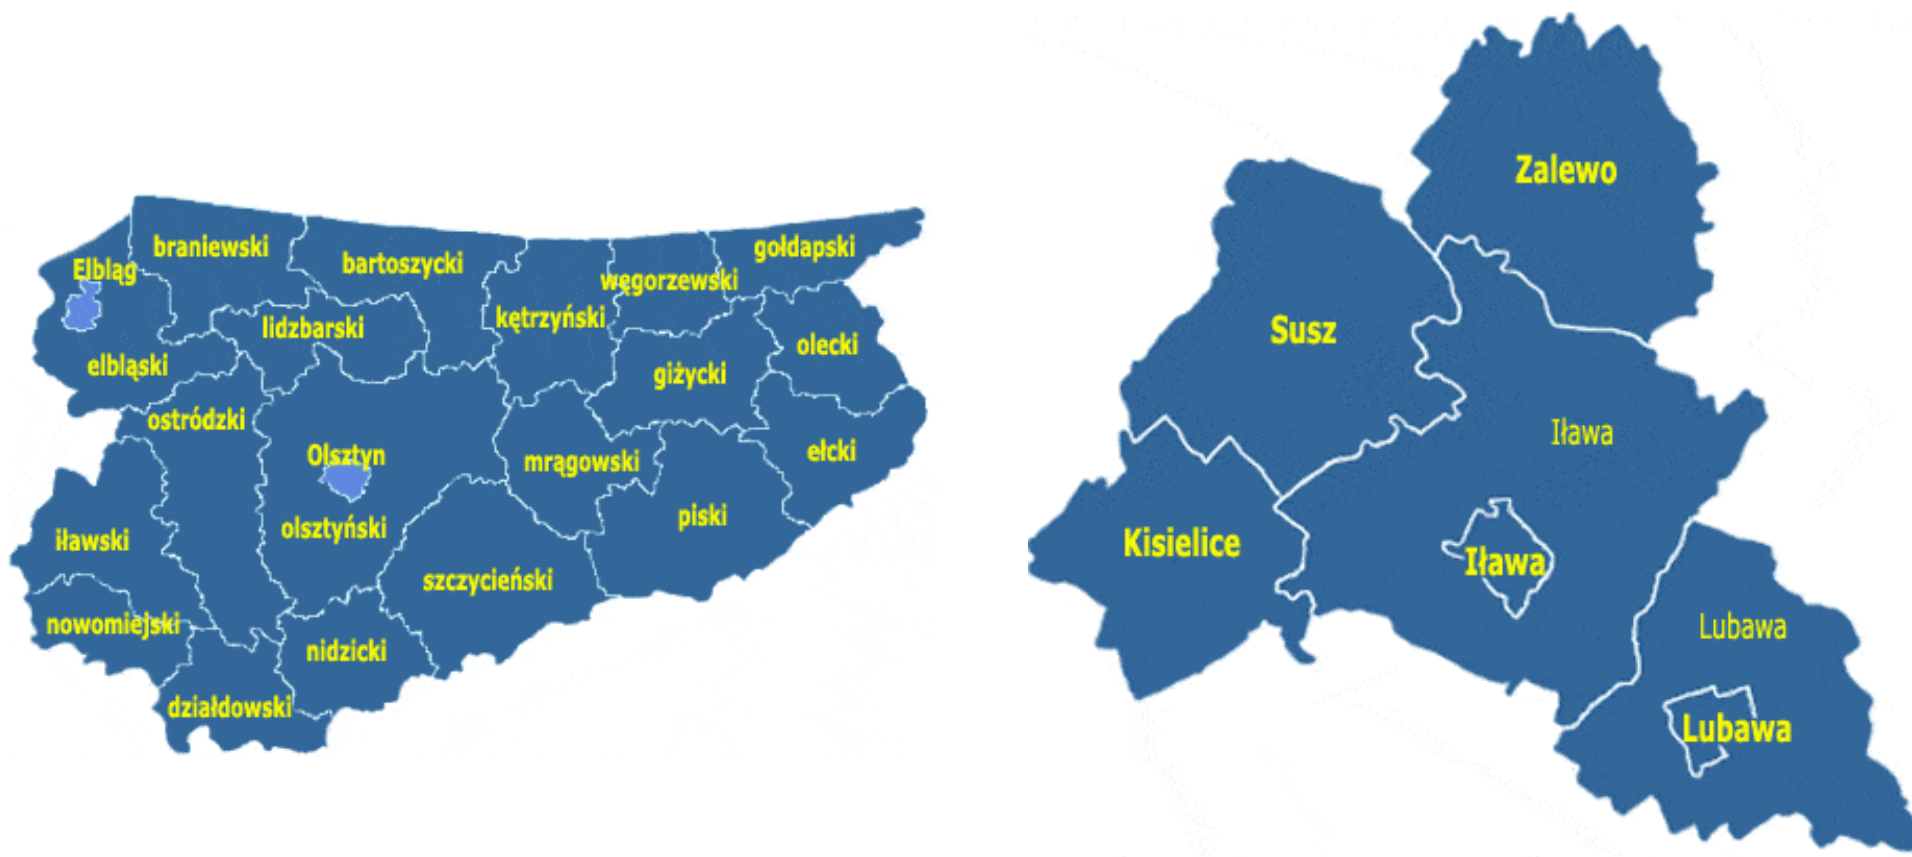 braniewski
bartoszycki
gołdapski
Elbląg
węgorzewski
lidzbarski
kętrzyński
elbląski
olecki
giżycki
ostródzki
Olsztyn
mrągowski
ełcki
olsztyński
piski
iławski
szczycieński
nowomiejski
nidzicki
działdowski
Zalewo
Susz
Iława
Kisielice
Iława
Lubawa
Lubawa